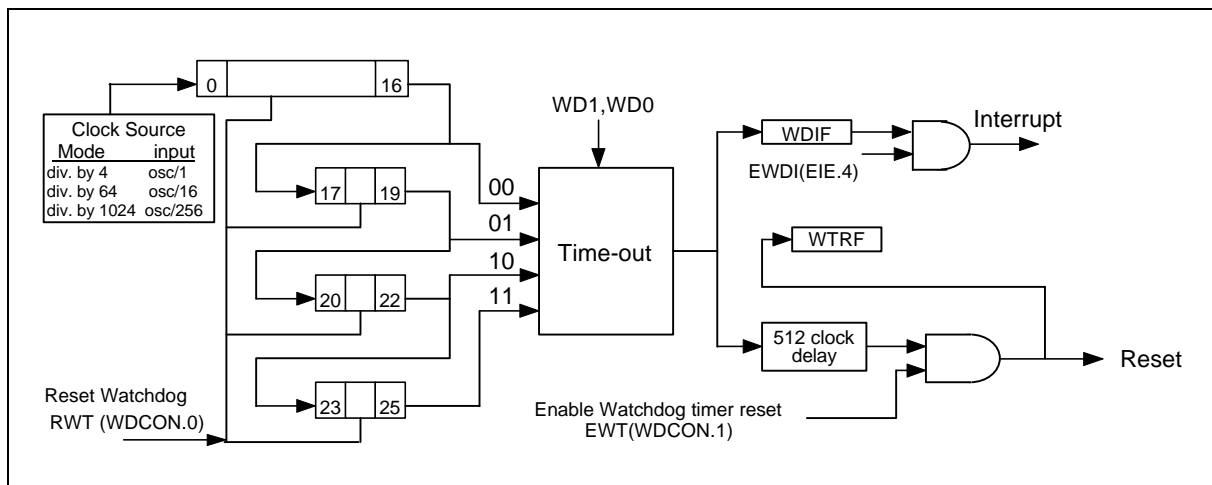 0
16
WD1,WD0
WDIF
Interrupt
Clock Source
Mode input
div. by 4 osc/1
div. by 64 osc/16
div. by 1024 osc/256
EWDI(EIE.4)
17
19
00
01
Time-out
WTRF
10
20
22
11
512 clock
delay
Reset
Reset Watchdog
RWT (WDCON.0)
23
25
Enable Watchdog timer reset
EWT(WDCON.1)